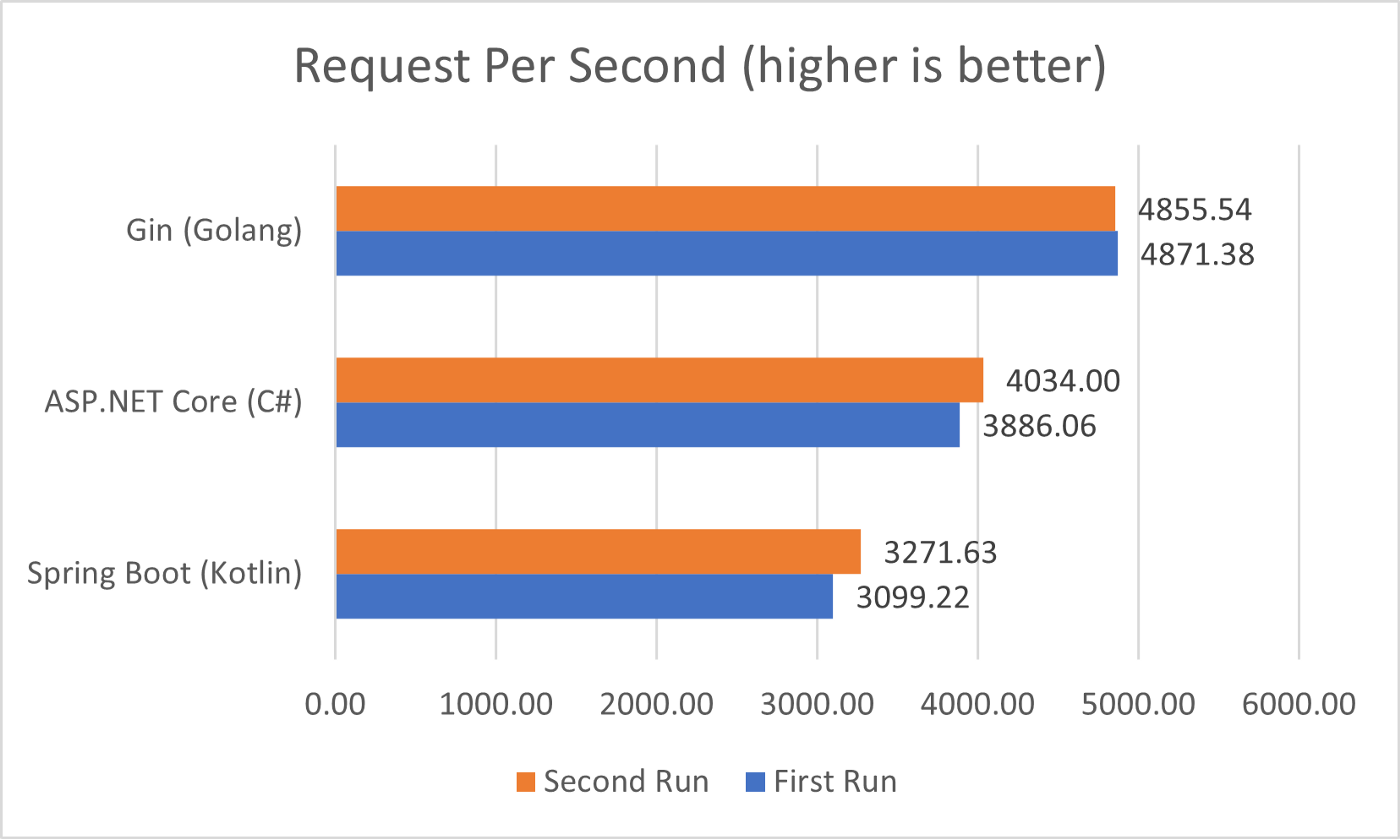 Request Per Second (higher is better)
Gin (Golang)
4855.54
4871.38
ASP.NET Core (C#)
4034.00
3886.06
Spring Boot (Kotlin)
3271.63
3099.22
0.00 1000.00 2000.00 3000.00 4000.00 5000.00 6000.00
Second Run First Run